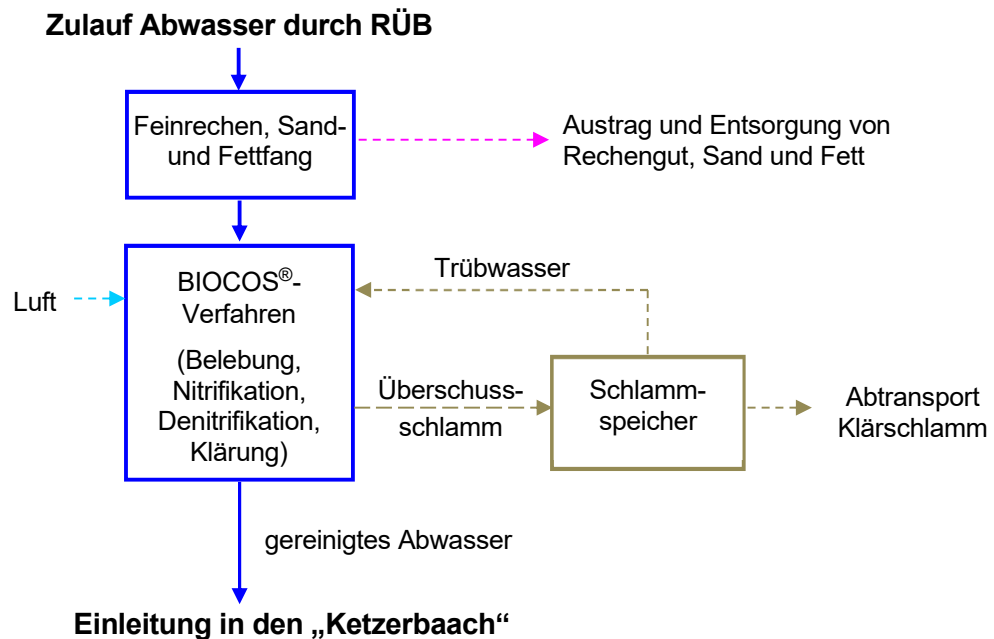 Zulauf Abwasser durch RÜB
Feinrechen, Sand-
und Fettfang
Austrag und Entsorgung von
Rechengut, Sand und Fett
Luft
BIOCOS®-
Verfahren
(Belebung,
Nitrifikation,
Denitrifikation,
Klärung)
Trübwasser
Überschuss-
schlamm
Schlamm-
speicher
Abtransport
Klärschlamm
gereinigtes Abwasser
Einleitung in den „Ketzerbaach“